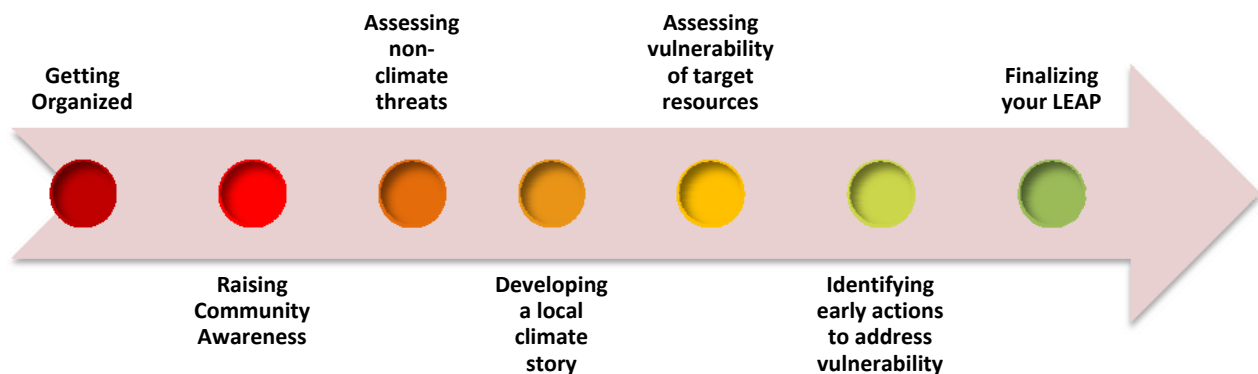 Getting
Organized
Raising
Community
Awareness
Assessing
non-
climate
threats
Developing
a local
climate
story
Assessing
vulnerability
of target
resources
Identifying
early actions
to address
vulnerability
Finalizing
your LEAP